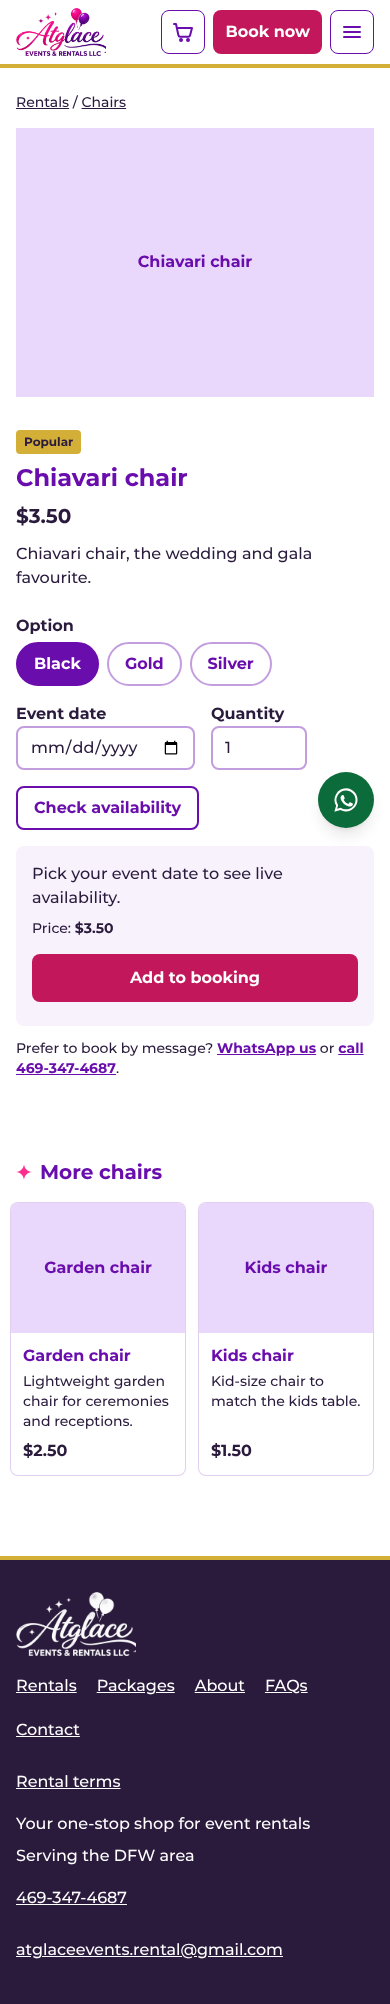 Atglace
EVENTS & RENTALS LLC
Book now
Rentals / Chairs
Chiavari chair
Popular
Chiavari chair
$3.50
Chiavari chair, the wedding and gala
favourite.
Option
Black
Gold
Silver
Event date
Quantity
mm/dd/yyyy
1
Check availability
Pick your event date to see live
availability.
Price: $3.50
Add to booking
Prefer to book by message? WhatsApp us or call
469-347-4687.
✦ More chairs
Garden chair
Kids chair
Garden chair
Lightweight garden
chair for ceremonies
and receptions.
$2.50
Kids chair
Kid-size chair to
match the kids table.
$1.50
Atglace
EVENTS & RENTALS LLC
Rentals Packages About FAQs
Contact
Rental terms
Your one-stop shop for event rentals
Serving the DFW area
469-347-4687
atglaceevents.rental@gmail.com